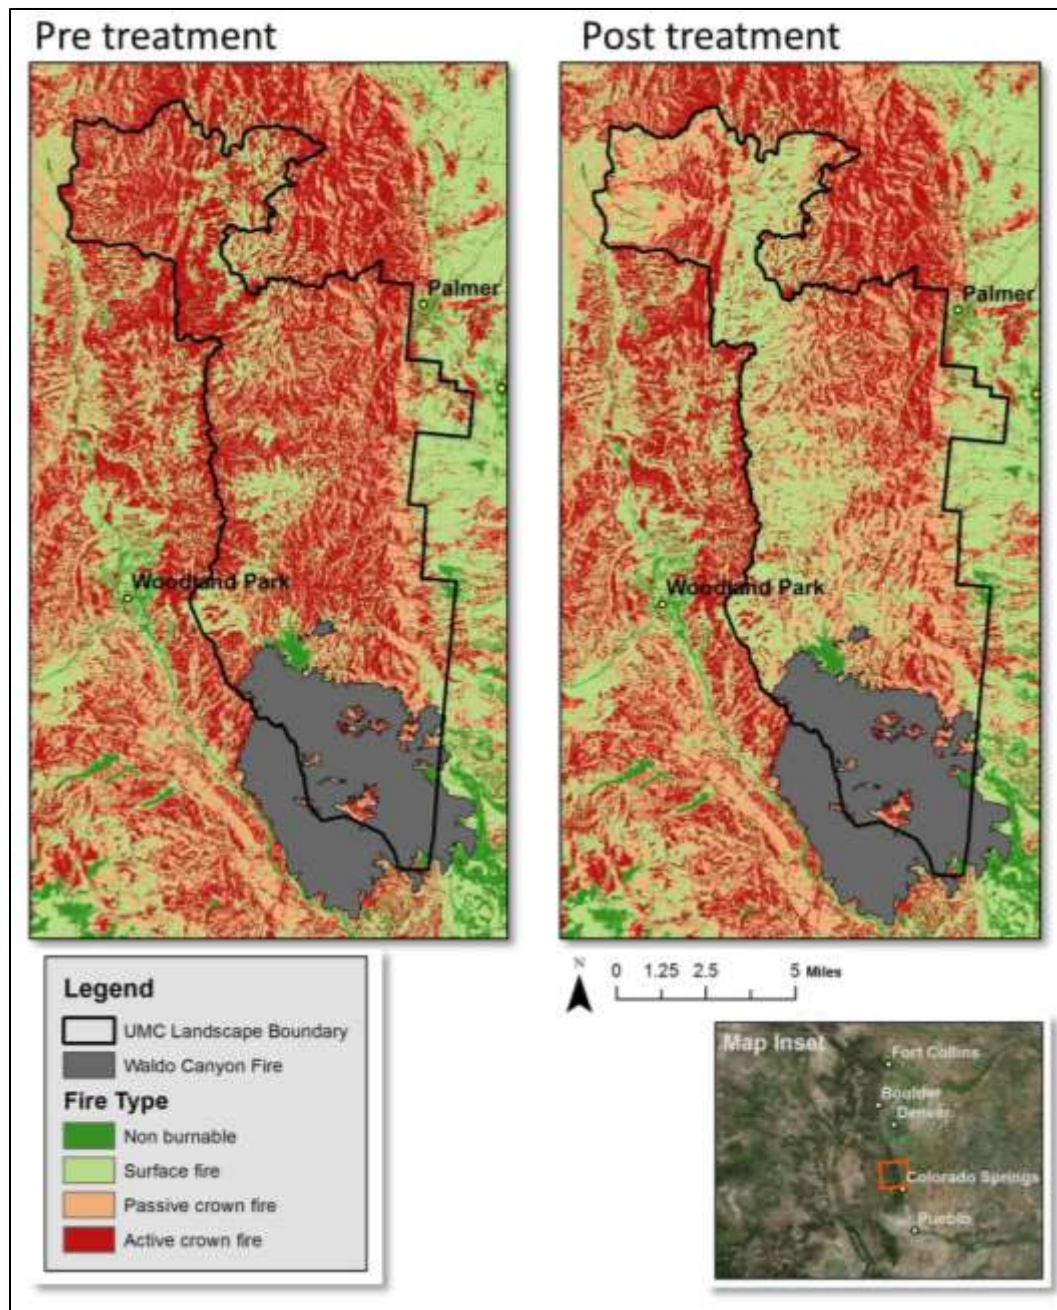 Pre treatment
Post treatment
Palmer
Palmer
Woodland Park
Woodland Park
Legend
UMC Landscape Boundary
Waldo Canyon Fire
Fire Type
Non burnable
Surface fire
Passive crown fire
Active crown fire
N
0 1.25 2.5 5 Miles
Map Inset
Fort Collins
Boulder
Denver
Colorado Springs
Pueblo